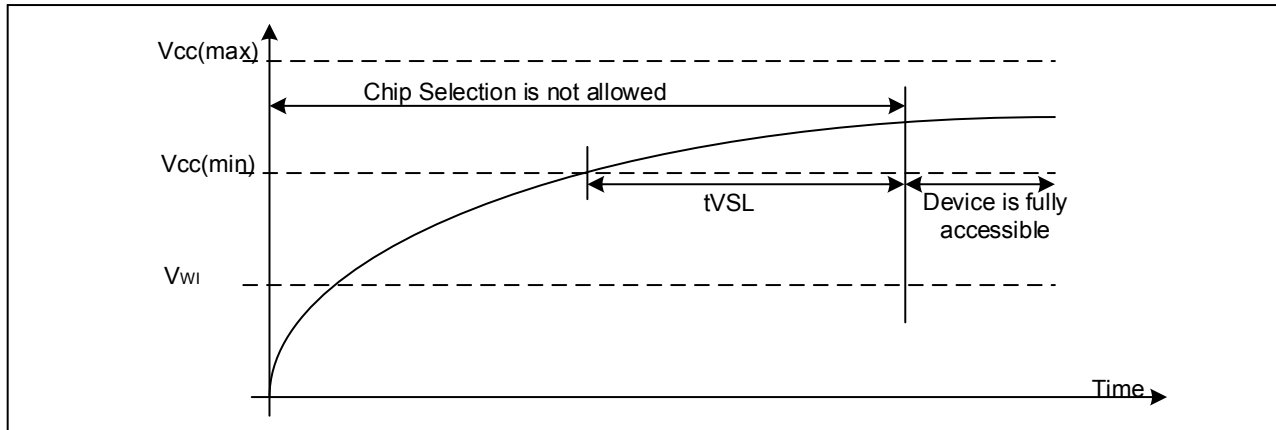 Vcc(max)
Chip Selection is not allowed
Vcc(min)
tVSL
Device is fully
accessible
VWI
Time